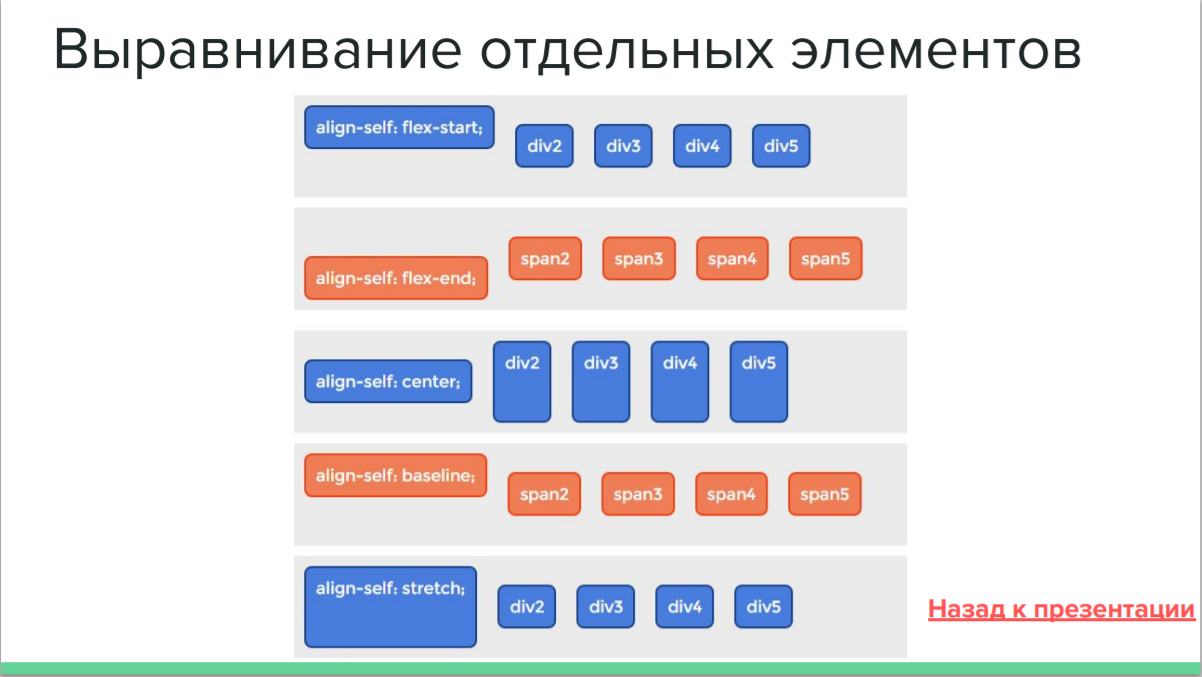 Выравнивание отдельных элементов
align-self: flex-start; div2 div3 div4 div5
align-self: flex-end; span2 span3 span4 span5
align-self: center; div2 div3 div4 div5
align-self: baseline; span2 span3 span4 span5
align-self: stretch; div2 div3 div4 div5
Назад к презентации